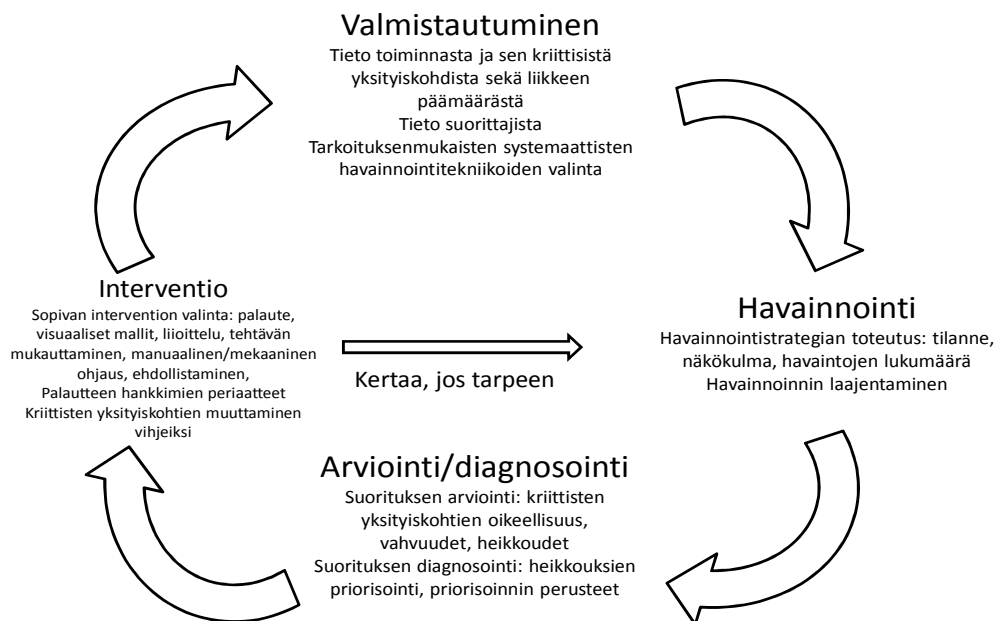 Valmistautuminen
Tieto toiminnasta ja sen kriittisistä
yksityiskohdista sekä liikkeen
päämäärästä
Tieto suorittajista
Tarkoituksenmukaisten systemaattisten
havainnointitekniikoiden valinta
Havainnointi
Havainnointistrategian toteutus: tilanne,
näkökulma, havaintojen lukumäärä
Havainnoinnin laajentaminen
Arviointi/diagnosointi
Suorituksen arviointi: kriittisten
yksityiskohtien oikeellisuus,
vahvuudet, heikkoudet
Suorituksen diagnosointi: heikkouksien
priorisointi, priorisoinnin perusteet
Interventio
Sopivan intervention valinta: palaute,
visuaaliset mallit, liioittelu, tehtävän
mukauttaminen, manuaalinen/mekaaninen
ohjaus, ehdollistaminen,
Palautteen hankkimien periaatteet
Kriittisten yksityiskohtien muuttaminen
vihjeiksi
Kertaa, jos tarpeen